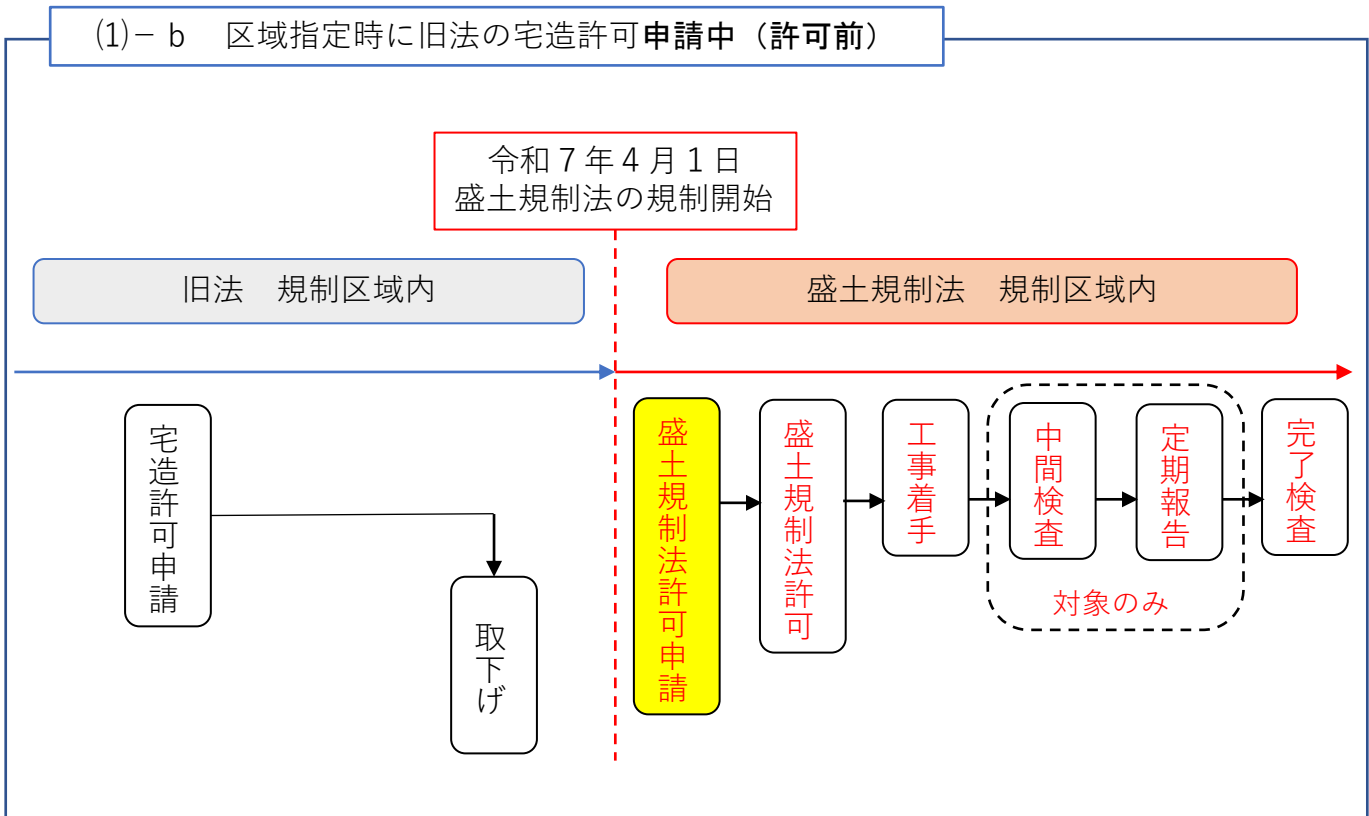 ⑴－ｂ　区域指定時に旧法の宅造許可申請中（許可前）
令和７年４月１日
盛土規制法の規制開始
旧法　規制区域内
盛土規制法　規制区域内
宅造許可申請
取下げ
盛土規制法許可申請
盛土規制法許可
工事着手
中間検査
定期報告
対象のみ
完了検査